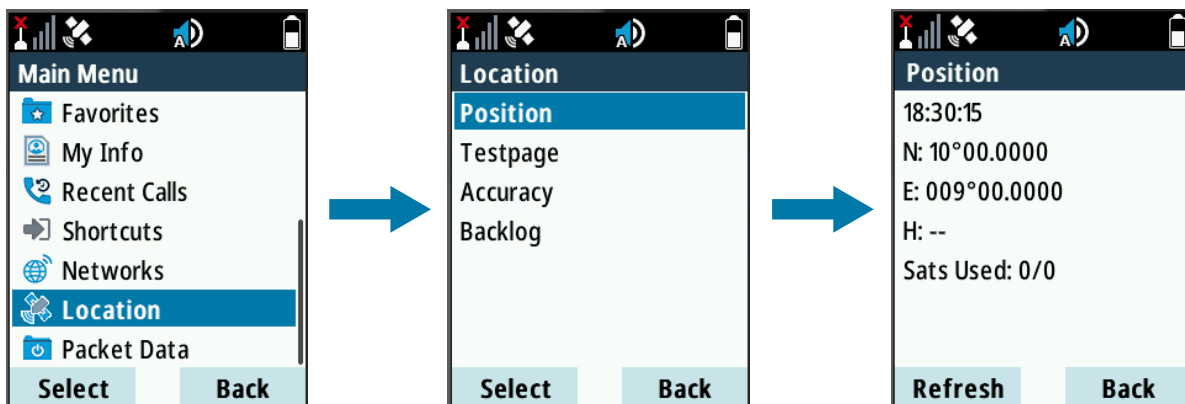 A
Main Menu
Favorites
My Info
Recent Calls
Shortcuts
Networks
Location
Packet Data
Select Back
A
Location
Position
Testpage
Accuracy
Backlog
Select Back
A
Position
18:30:15
N: 10°00.0000
E: 009°00.0000
H: --
Sats Used: 0/0
Refresh Back